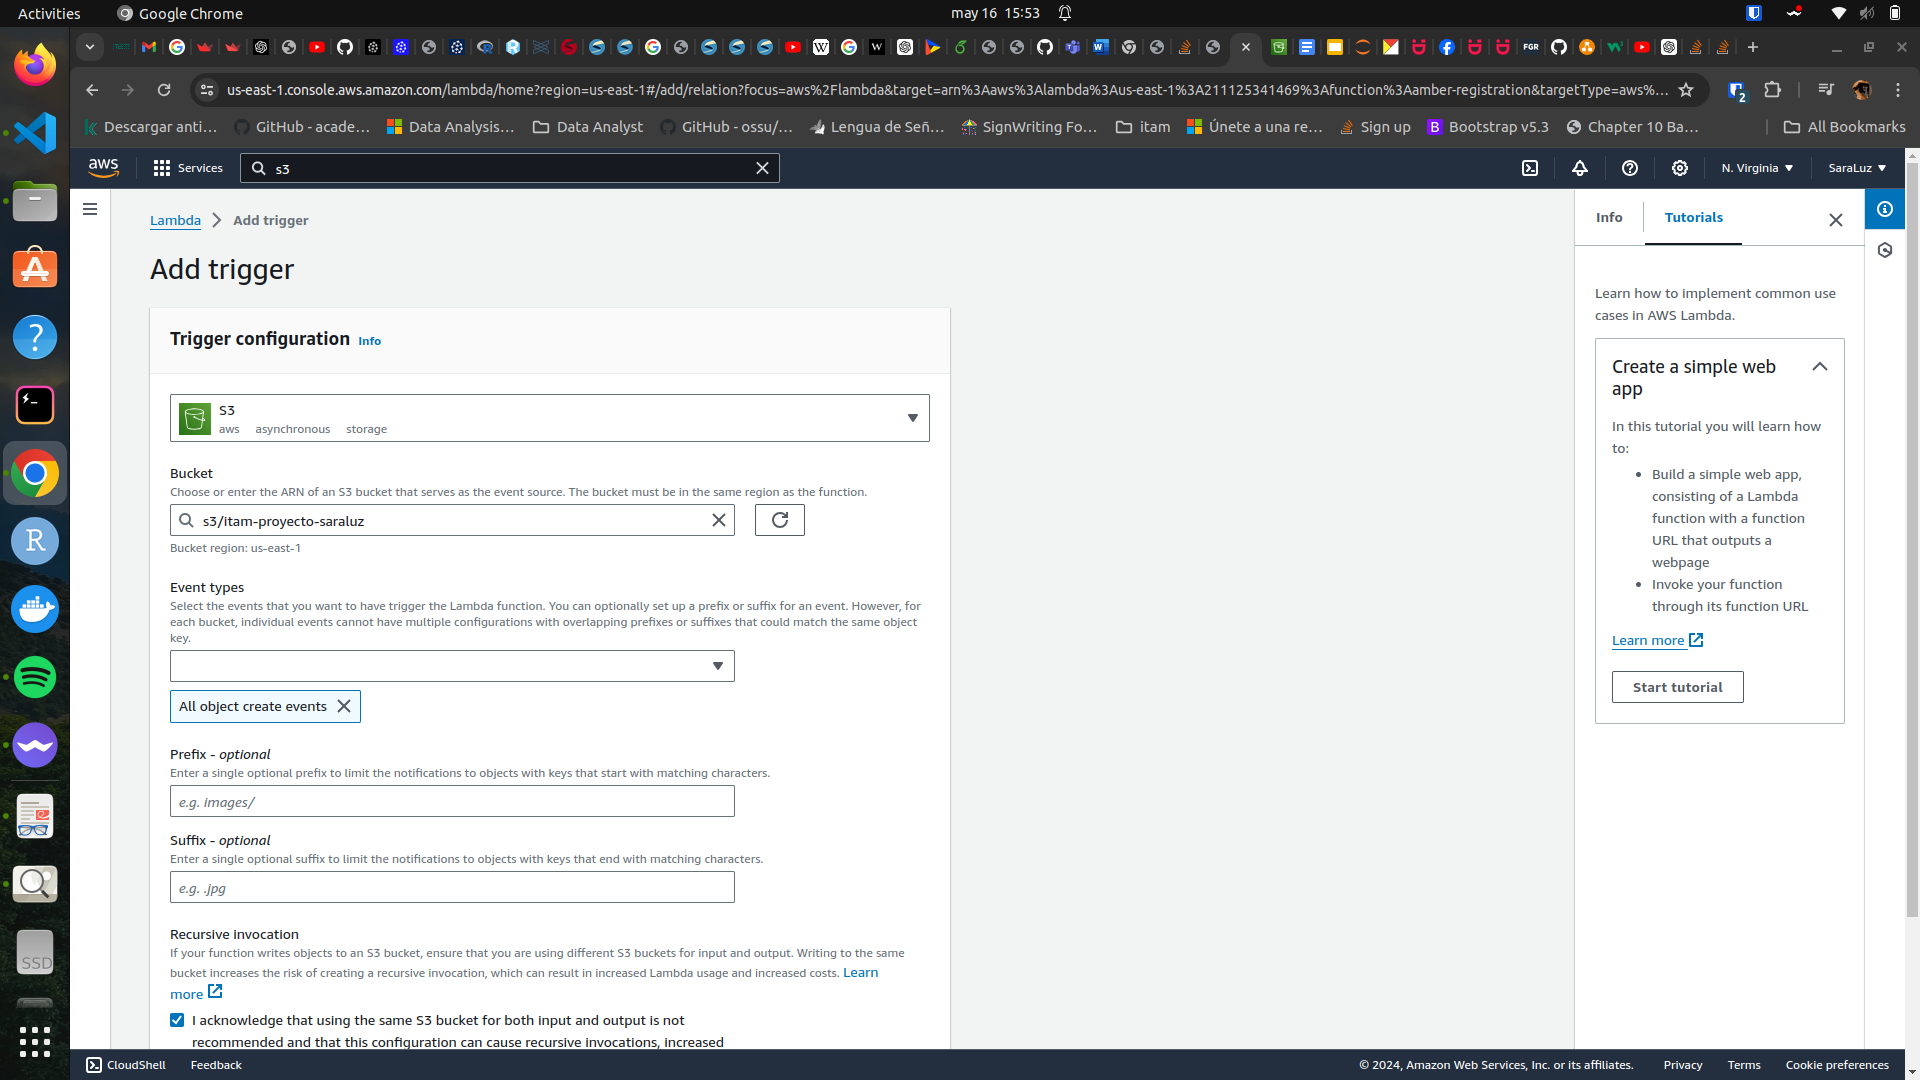 Activities
Google Chrome
may 16 15:53
FGR
us-east-1.console.aws.amazon.com/lambda/home?region=us-east-1#/add/relation?focus=aws%2Flambda&target=arn%3Aaws%3Alambda%3Aus-east-1%3A211125341469%3Afunction%3Aamber-registration&targetType=aws%...
2
Descargar anti...
GitHub - acade...
Data Analysis...
Data Analyst
GitHub - ossu/...
Lengua de Señ...
SignWriting Fo...
itam
Únete a una re...
Sign up
Bootstrap v5.3
Chapter 10 Ba...
All Bookmarks
aws
Services
s3
N. Virginia
SaraLuz
Lambda
Add trigger
Add trigger
Trigger configuration Info
S3
aws asynchronous storage
Bucket
Choose or enter the ARN of an S3 bucket that serves as the event source. The bucket must be in the same region as the function.
s3/itam-proyecto-saraluz
Bucket region: us-east-1
Event types
Select the events that you want to have trigger the Lambda function. You can optionally set up a prefix or suffix for an event. However, for
each bucket, individual events cannot have multiple configurations with overlapping prefixes or suffixes that could match the same object
key.
All object create events
Prefix - optional
Enter a single optional prefix to limit the notifications to objects with keys that start with matching characters.
e.g. images/
Suffix - optional
Enter a single optional suffix to limit the notifications to objects with keys that end with matching characters.
e.g. .jpg
Recursive invocation
If your function writes objects to an S3 bucket, ensure that you are using different S3 buckets for input and output. Writing to the same
bucket increases the risk of creating a recursive invocation, which can result in increased Lambda usage and increased costs. Learn
more
I acknowledge that using the same S3 bucket for both input and output is not
recommended and that this configuration can cause recursive invocations, increased
Info
Tutorials
Learn how to implement common use
cases in AWS Lambda.
Create a simple web
app
In this tutorial you will learn how
to:
• Build a simple web app,
consisting of a Lambda
function with a function
URL that outputs a
webpage
• Invoke your function
through its function URL
Learn more
Start tutorial
SSD
CloudShell
Feedback
© 2024, Amazon Web Services, Inc. or its affiliates.
Privacy
Terms
Cookie preferences